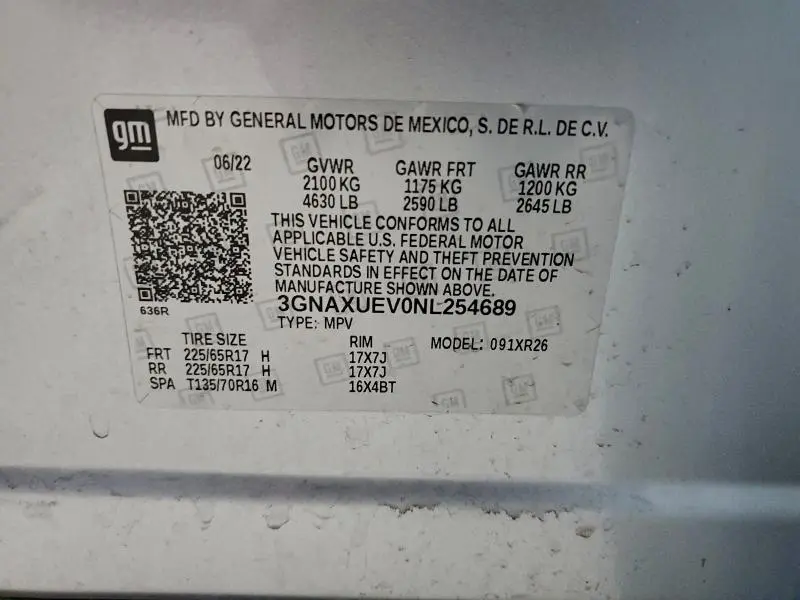 gm MFD BY GENERAL MOTORS DE MEXICO, S. DE R.L. DE C.V.
06/22 GVWR GAWR FRT GAWR RR
2100 KG 1175 KG 1200 KG
4630 LB 2590 LB 2645 LB
THIS VEHICLE CONFORMS TO ALL
APPLICABLE U.S. FEDERAL MOTOR
VEHICLE SAFETY AND THEFT PREVENTION
STANDARDS IN EFFECT ON THE DATE OF
MANUFACTURE SHOWN ABOVE.
636R
3GNAXUEV0NL254689
TYPE: MPV
TIRE SIZE RIM MODEL: 091XR26
FRT 225/65R17 H 17X7J
RR 225/65R17 H 17X7J
SPA T135/70R16 M 16X4BT